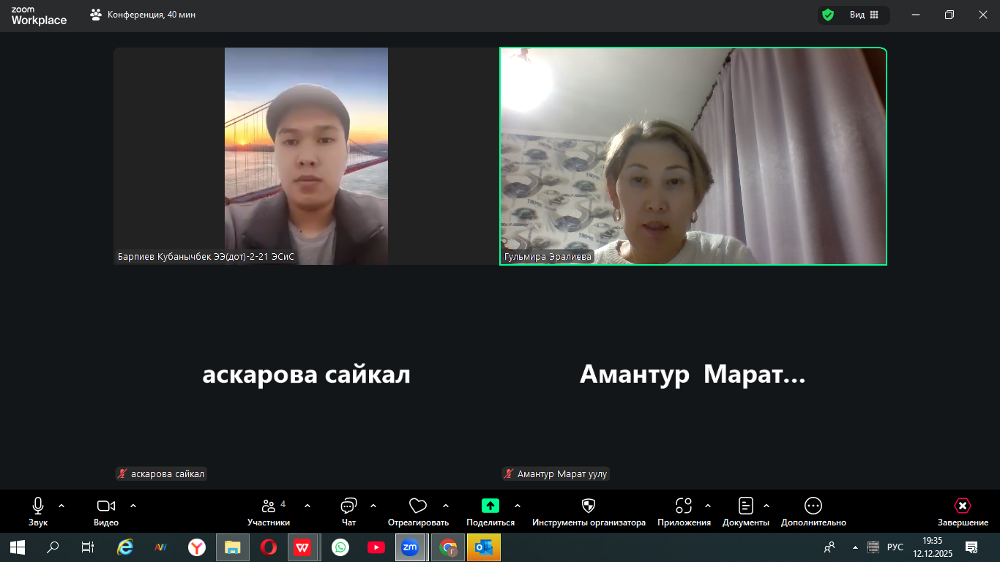 zoom
Workplace
Конференция, 40 мин
Вид
Барпиев Кубанычбек ЭЭ(дот)-2-21 ЭСиС
Гульмира Эралиева
аскарова сайкал
Амантур Марат...
аскарова сайкал
Амантур Марат уулу
Звук
Видео
4
Участники
Чат
Отреагировать
Поделиться
Инструменты организатора
Приложения
Документы
Дополнительно
Завершение
zm
РУС
19:35
12.12.2025